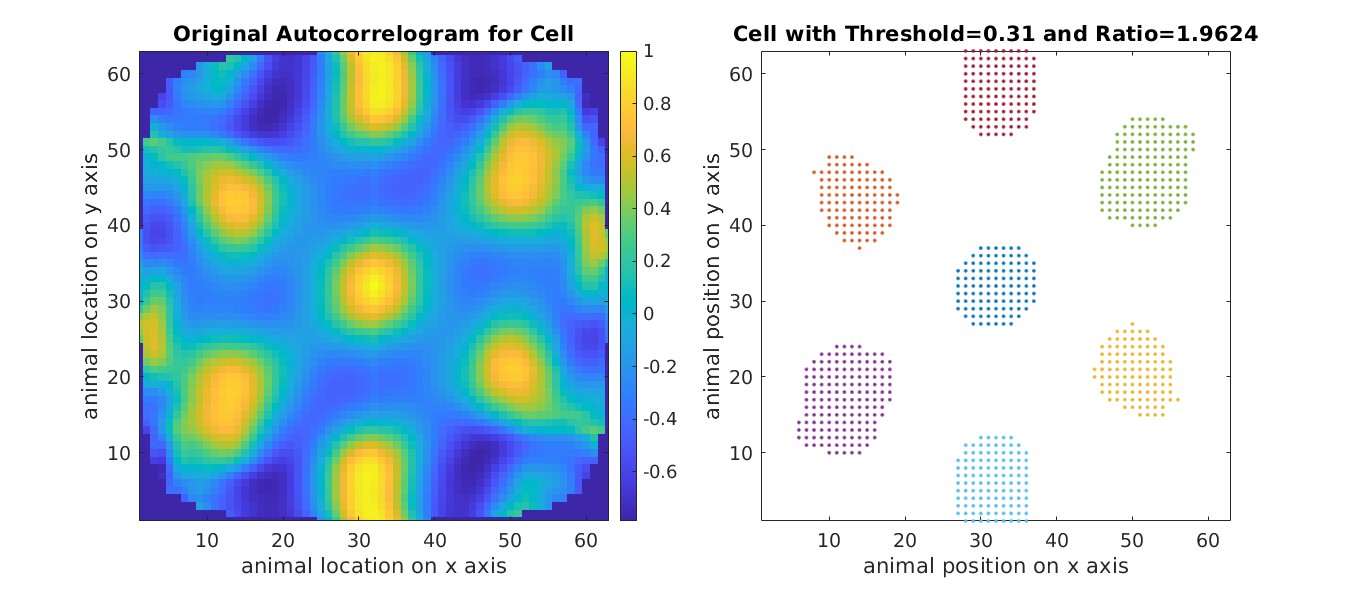 Original Autocorrelogram for Cell
animal location on y axis
60
50
40
30
20
10
10 20 30 40 50 60
animal location on x axis
1
0.8
0.6
0.4
0.2
0
-0.2
-0.4
-0.6
Cell with Threshold=0.31 and Ratio=1.9624
animal position on y axis
60
50
40
30
20
10
10 20 30 40 50 60
animal position on x axis